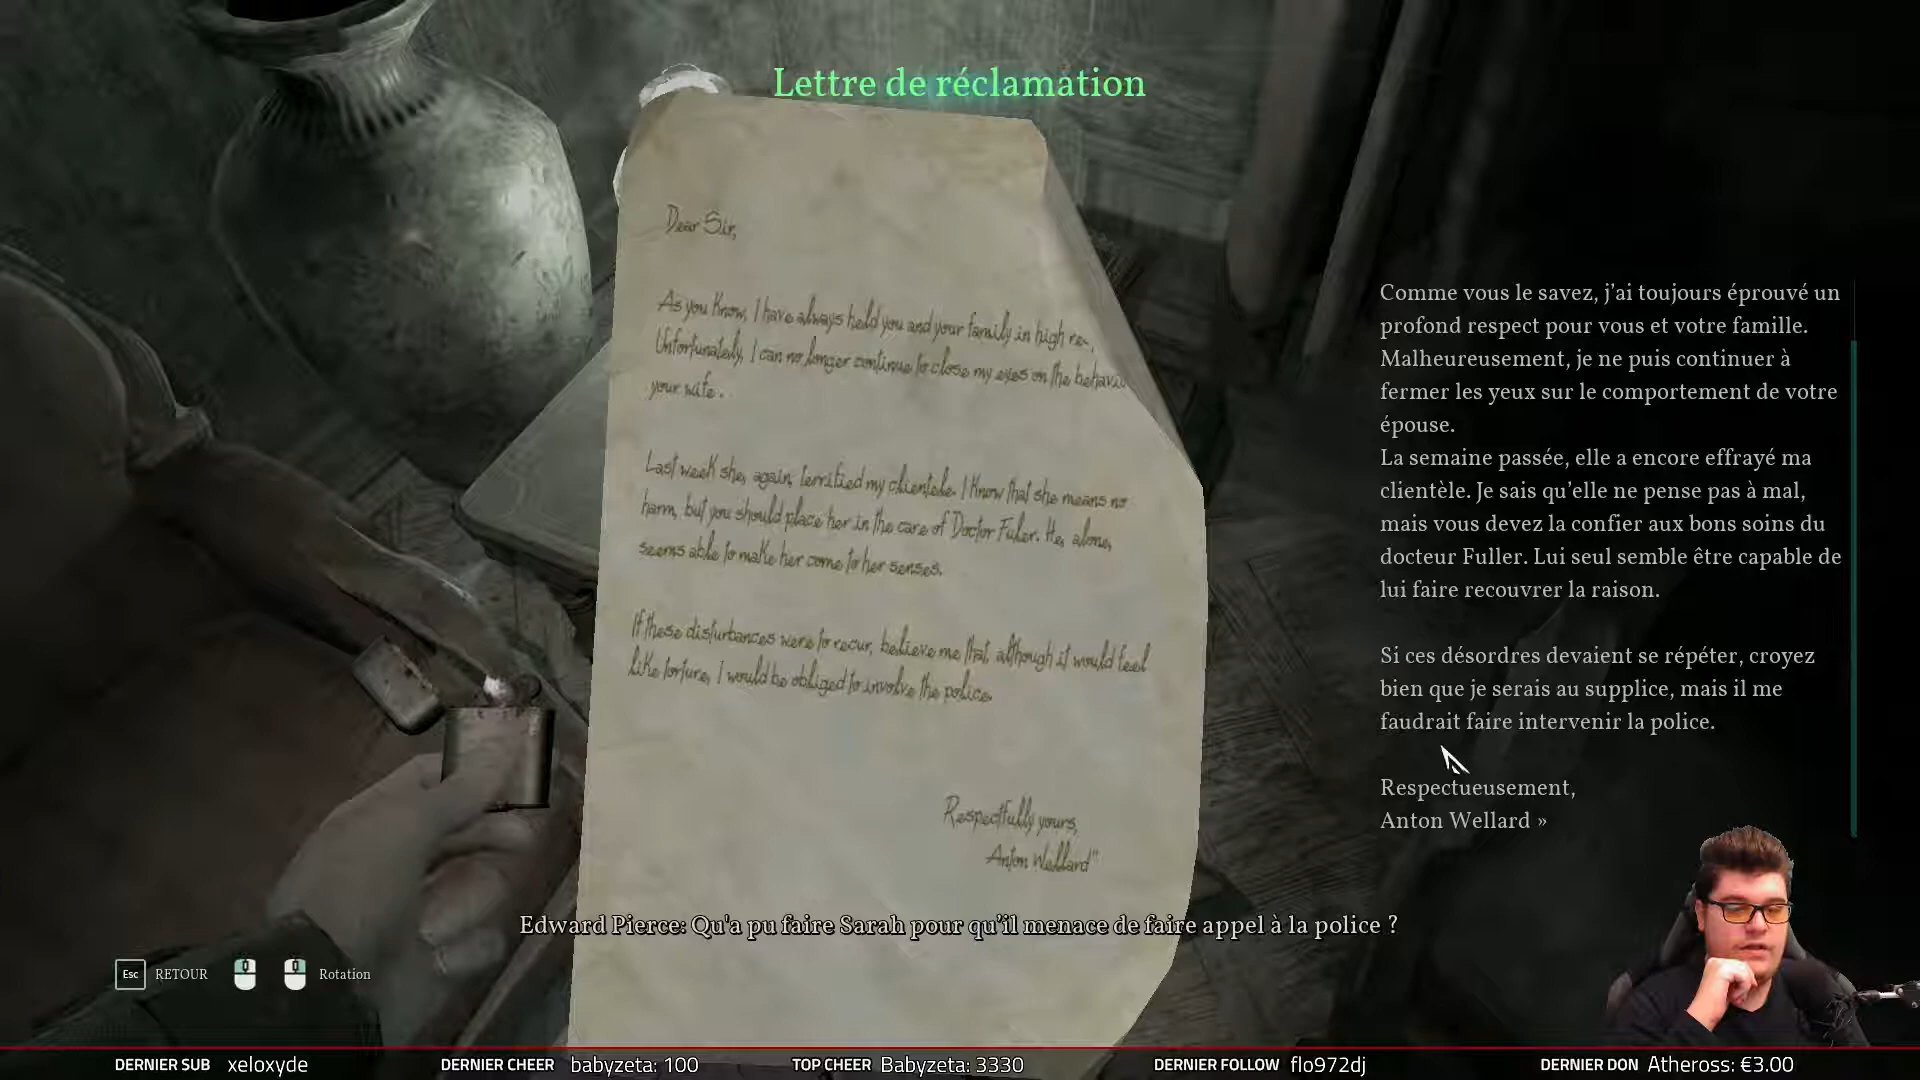 Lettre de réclamation
Dear Sir,
As you Know, I have always held you and your family in high re
Unfortunately, I can no longer continue to close my eyes on the behavio
your wife.
Last week she, again, terrified my clientele. I Know that she means no
harm, but you should place her in the care of Doctor Fuller. He, alone,
seems able to make her come to her senses.
If these disturbances were to recur, believe me that, although it would feel
like torture, I would be obliged to involve the police.
Respectfully yours,
Anton Wellard"
Comme vous le savez, j'ai toujours éprouvé un
profond respect pour vous et votre famille.
Malheureusement, je ne puis continuer à
fermer les yeux sur le comportement de votre
épouse.
La semaine passée, elle a encore effrayé ma
clientèle. Je sais qu'elle ne pense pas à mal,
mais vous devez la confier aux bons soins du
docteur Fuller. Lui seul semble être capable de
lui faire recouvrer la raison.
Si ces désordres devaient se répéter, croyez
bien que je serais au supplice, mais il me
faudrait faire intervenir la police.
Respectueusement,
Anton Wellard »
Edward Pierce: Qu'a pu faire Sarah pour qu'il menace de faire appel à la police ?
Esc RETOUR Rotation
DERNIER SUB xeloxyde DERNIER CHEER babyzeta: 100 TOP CHEER Babyzeta: 3330 DERNIER FOLLOW flo972dj DERNIER DON Atheross: €3.00